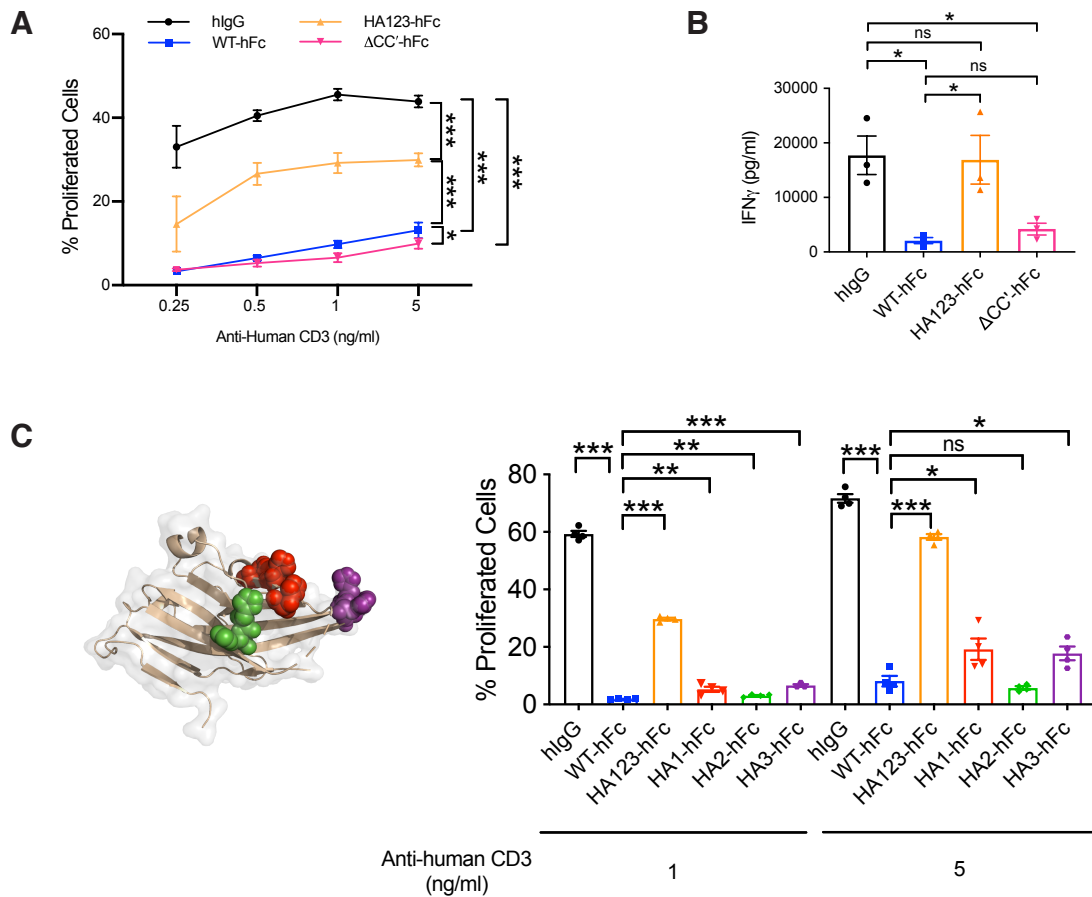 A
hIgG
HA123-hFc
WT-hFc
ΔCC′-hFc
60
40
20
0
% Proliferated Cells
0.25
0.5
1
5
Anti-Human CD3 (ng/ml)
***
***
***
***
*
B
*
ns
*
ns
*
30000
20000
10000
0
IFNγ (pg/ml)
hIgG
WT-hFc
HA123-hFc
ΔCC'-hFc
C
***
**
**
***
***
*
ns
*
***
***
80
60
40
20
0
% Proliferated Cells
hIgG
WT-hFc
HA123-hFc
HA1-hFc
HA2-hFc
HA3-hFc
hIgG
WT-hFc
HA123-hFc
HA1-hFc
HA2-hFc
HA3-hFc
Anti-human CD3
(ng/ml)
1
5